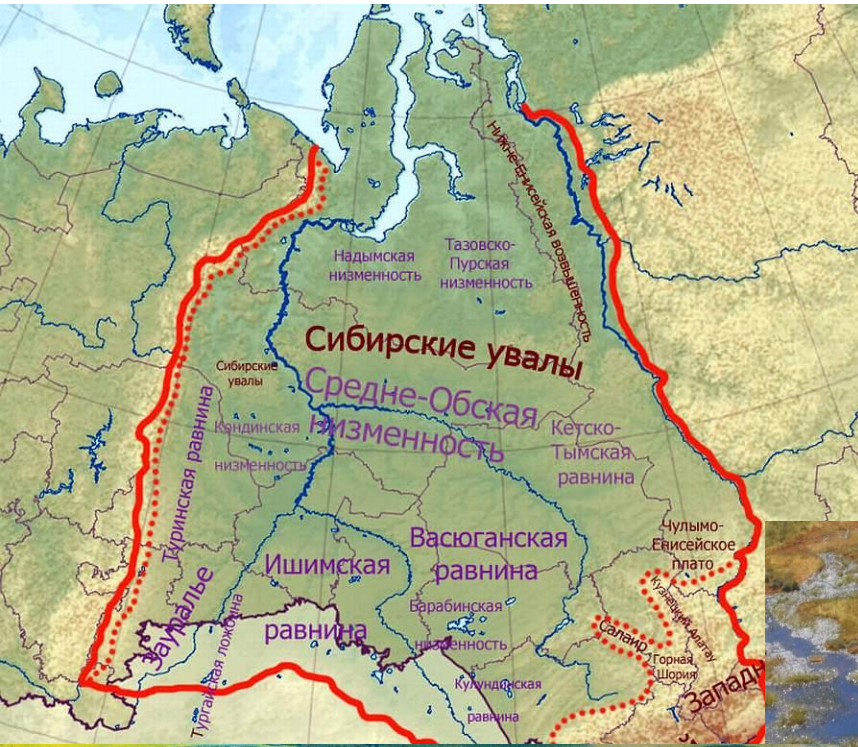 Нижне-Енисейская возвышенность
Надымская
низменность
Тазовско-
Пурская
низменность
Сибирские увалы
Сибирские
увалы
Средне-Обская
низменность
Кондинская
низменность
Кетско-
Тымская
равнина
Туринская равнина
Чулымо-
Енисейское
плато
Васюганская
равнина
Ишимская
равнина
Барабинская
низменность
Зауралье
Тургайская ложбина
Кузнецкий Алатау
Салаир
Горная
Шория
Кулундинская
равнина
Западн